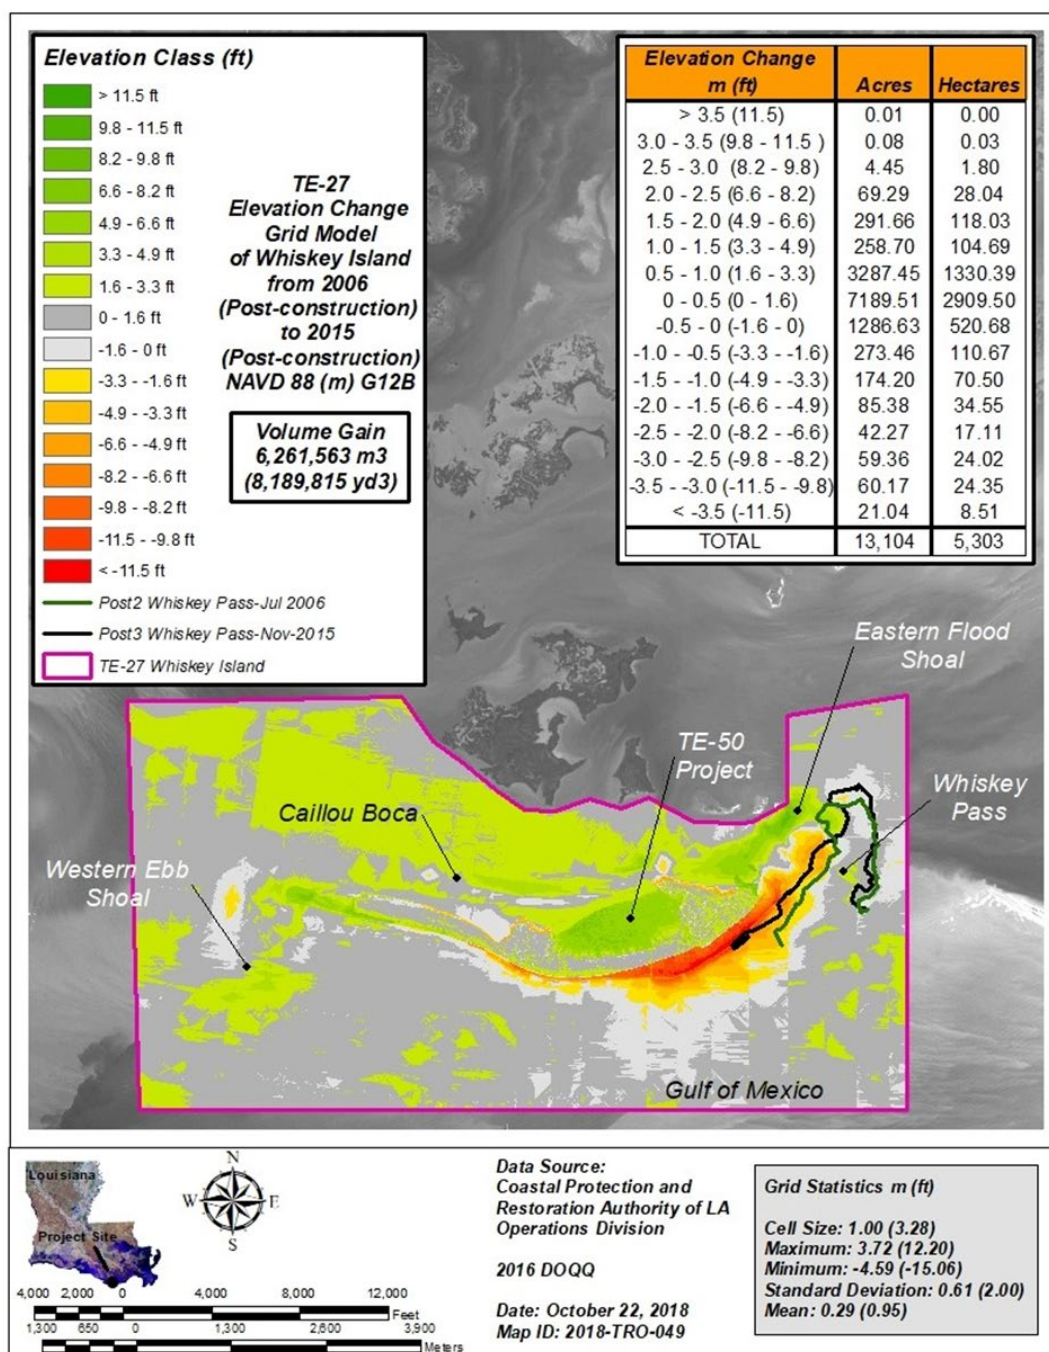 Elevation Class (ft)
> 11.5 ft
9.8 - 11.5 ft
8.2 - 9.8 ft
6.6 - 8.2 ft
4.9 - 6.6 ft
3.3 - 4.9 ft
1.6 - 3.3 ft
0 - 1.6 ft
-1.6 - 0 ft
-3.3 - -1.6 ft
-4.9 - -3.3 ft
-6.6 - -4.9 ft
-8.2 - -6.6 ft
-9.8 - -8.2 ft
-11.5 - -9.8 ft
< -11.5 ft
Post2 Whiskey Pass-Jul 2006
Post3 Whiskey Pass-Nov-2015
TE-27 Whiskey Island
TE-27
Elevation Change
Grid Model
of Whiskey Island
from 2006
(Post-construction)
to 2015
(Post-construction)
NAVD 88 (m) G12B
Volume Gain
6,261,563 m3
(8,189,815 yd3)
Elevation Change
m (ft) Acres Hectares
> 3.5 (11.5) 0.01 0.00
3.0 - 3.5 (9.8 - 11.5 ) 0.08 0.03
2.5 - 3.0 (8.2 - 9.8) 4.45 1.80
2.0 - 2.5 (6.6 - 8.2) 69.29 28.04
1.5 - 2.0 (4.9 - 6.6) 291.66 118.03
1.0 - 1.5 (3.3 - 4.9) 258.70 104.69
0.5 - 1.0 (1.6 - 3.3) 3287.45 1330.39
0 - 0.5 (0 - 1.6) 7189.51 2909.50
-0.5 - 0 (-1.6 - 0) 1286.63 520.68
-1.0 - -0.5 (-3.3 - -1.6) 273.46 110.67
-1.5 - -1.0 (-4.9 - -3.3) 174.20 70.50
-2.0 - -1.5 (-6.6 - -4.9) 85.38 34.55
-2.5 - -2.0 (-8.2 - -6.6) 42.27 17.11
-3.0 - -2.5 (-9.8 - -8.2) 59.36 24.02
-3.5 - -3.0 (-11.5 - -9.8) 60.17 24.35
< -3.5 (-11.5) 21.04 8.51
TOTAL 13,104 5,303
Eastern Flood
Shoal
TE-50
Project
Whiskey
Pass
Caillou Boca
Western Ebb
Shoal
Gulf of Mexico
Louisiana
Project Site
N
W E
S
4,000 2,000 0 4,000 8,000 12,000
Feet
1,300 650 0 1,300 2,600 3,900
Meters
Data Source:
Coastal Protection and
Restoration Authority of LA
Operations Division
2016 DOQQ
Date: October 22, 2018
Map ID: 2018-TRO-049
Grid Statistics m (ft)
Cell Size: 1.00 (3.28)
Maximum: 3.72 (12.20)
Minimum: -4.59 (-15.06)
Standard Deviation: 0.61 (2.00)
Mean: 0.29 (0.95)